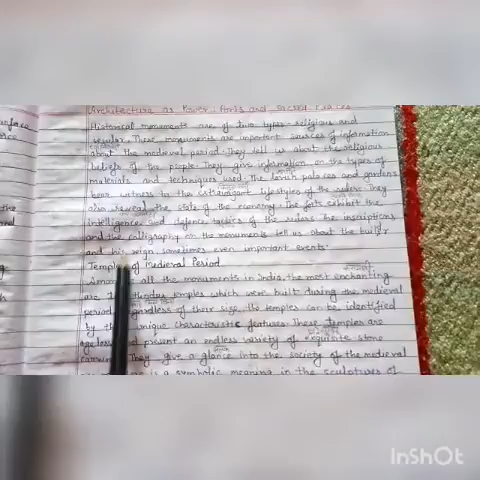 Architecture as Power: Forts and Sacred Places
Historical monuments are of two types - religious and
secular. These monuments are important sources of information
about the medieval period. They tell us about the religious
beliefs of the people. They give information on the types of
materials and techniques used. The lavish palaces and gardens
bear witness to the extravagant lifestyles of the rulers. They
also reveal the state of the economy. The forts exhibit the
intelligence and defence tactics of the rulers. The inscriptions
and the calligraphy on the monuments tell us about the builder
and his reign, sometimes even important events.
Temples of Medieval Period
Among all the monuments in India, the most enchanting
are Hindu temples which were built during the medieval
period. Regardless of their size, the temples can be identified
by the unique characteristic features. These temples are
ageless and present an endless variety of exquisite stone
They give a glance into the society of the medieval
is a symbolic meaning in the sculptures of
InShOt